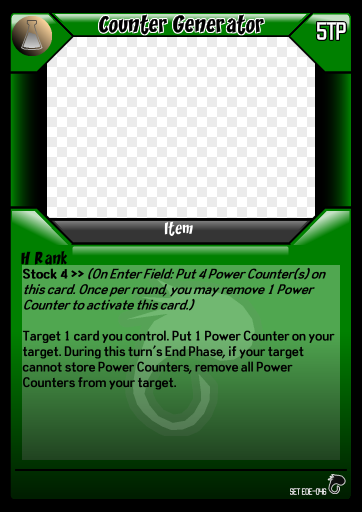 Counter Generator
5TP
Item
H Rank
Stock 4 >> (On Enter Field: Put 4 Power Counter(s) on
this card. Once per round, you may remove 1 Power
Counter to activate this card.)
Target 1 card you control. Put 1 Power Counter on your
target. During this turn's End Phase, if your target
cannot store Power Counters, remove all Power
Counters from your target.
SET EOE-046